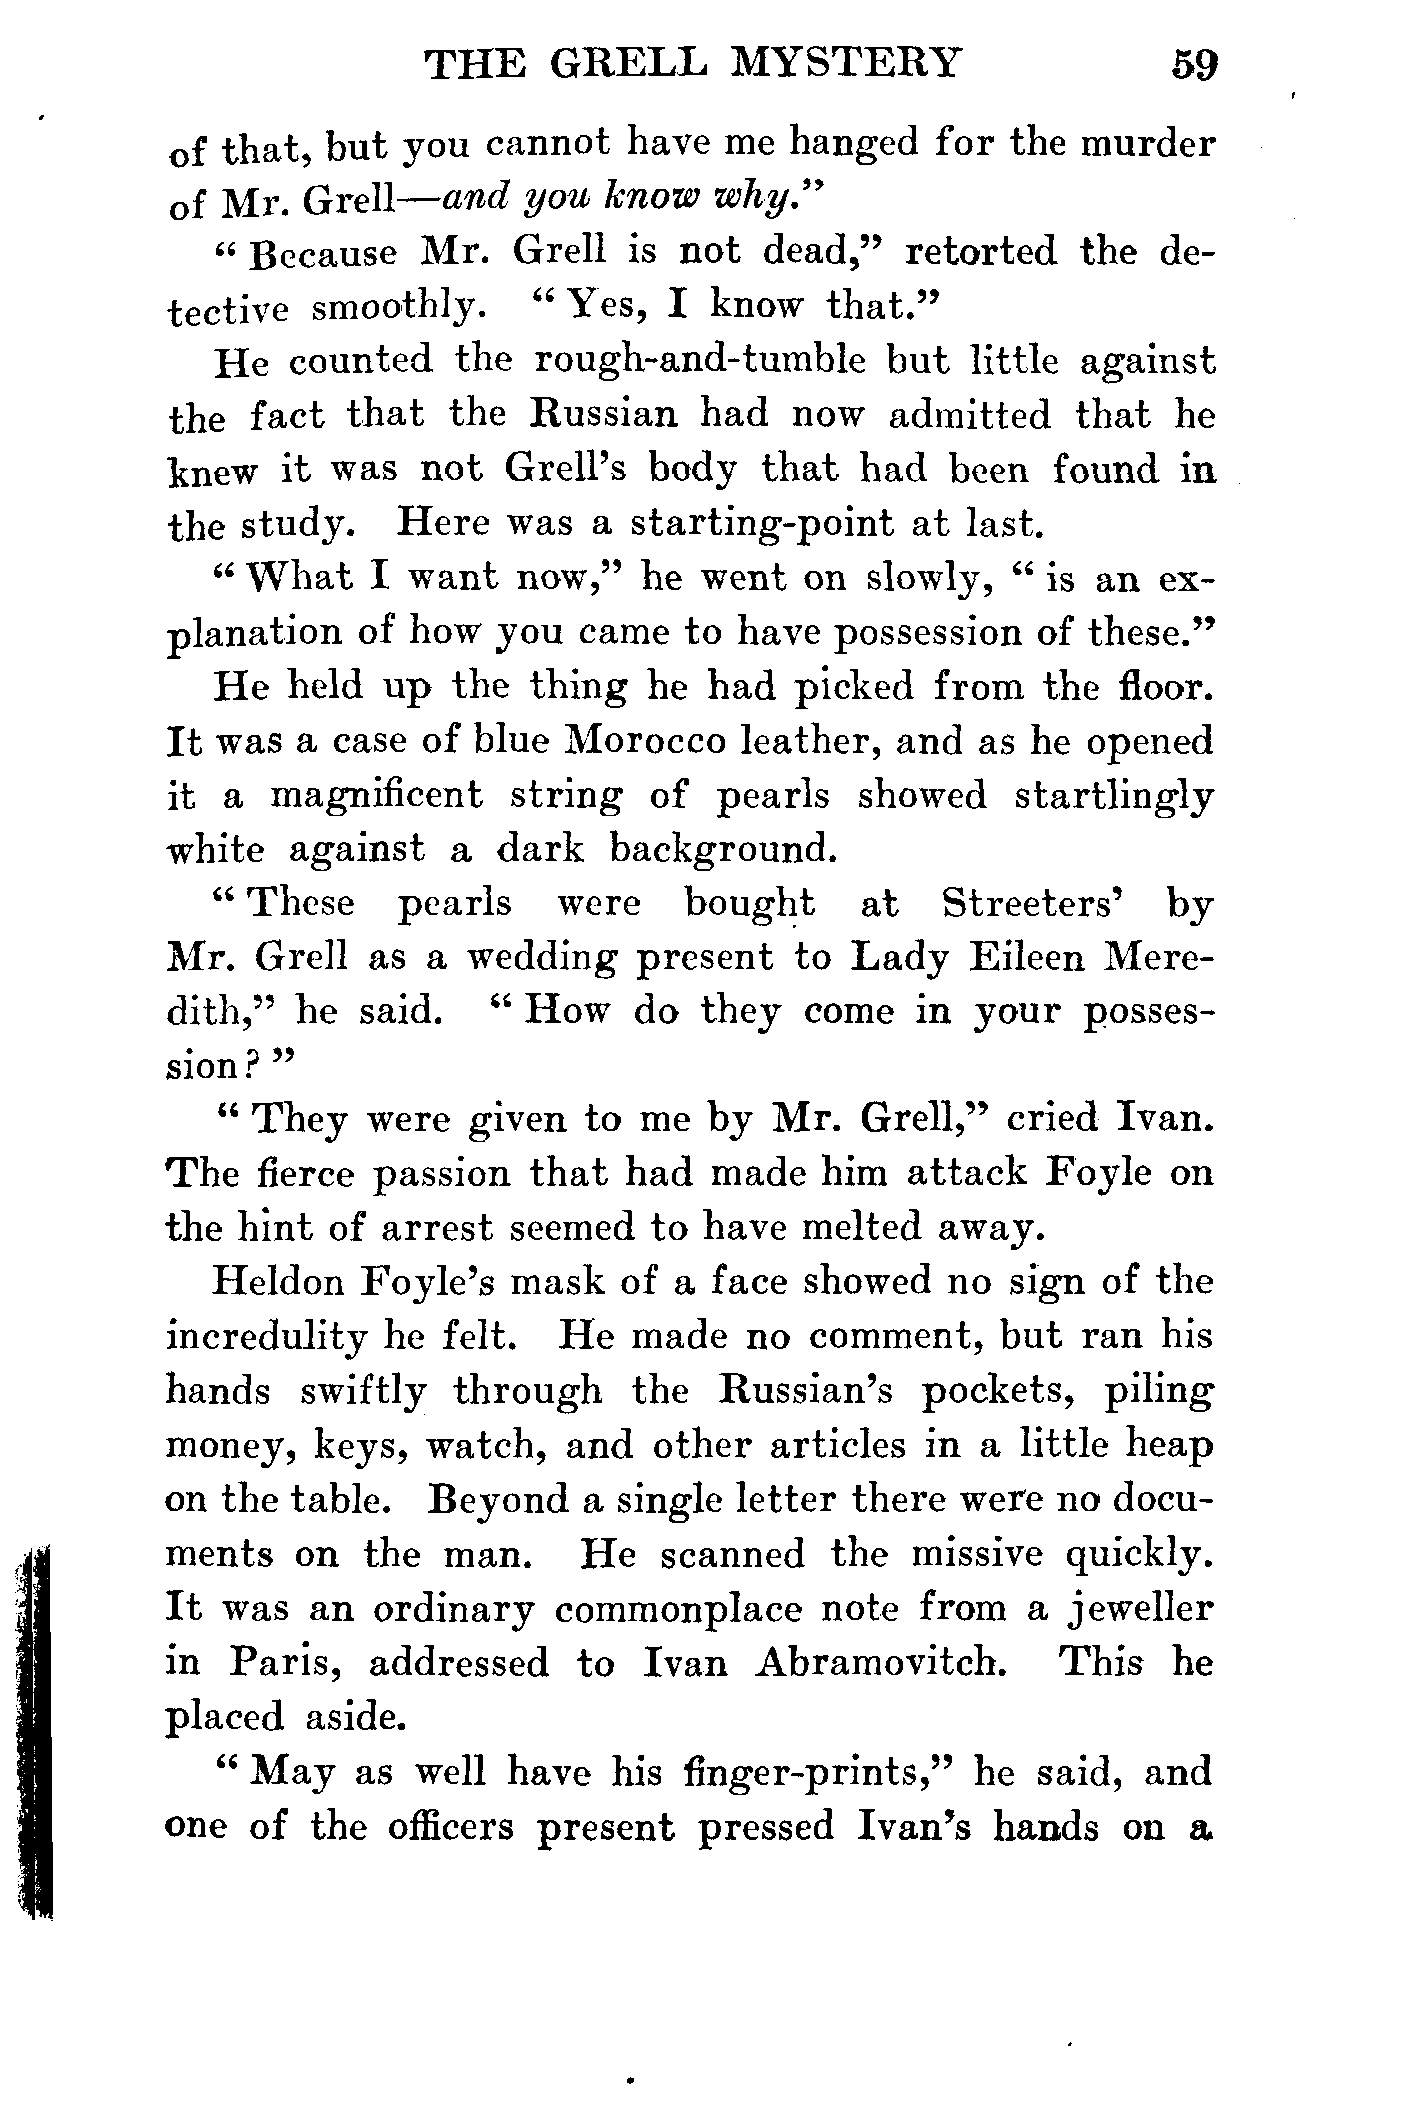 THE GRELL MYSTERY 59
of that, but you cannot have me hanged for the murder
of Mr. Grell—and you know why.”
“ Because Mr. Grell is not dead,” retorted the de-
tective smoothly. “ Yes, I know that.”
He counted the rough-and-tumble but little against
the fact that the Russian had now admitted that he
knew it was not Grell’s body that had been found in
the study. Here was a starting-point at last.
“ What I want now,” he went on slowly, “ is an ex-
planation of how you came to have possession of these.”
He held up the thing he had picked from the floor.
It was a case of blue Morocco leather, and as he opened
it a magnificent string of pearls showed startlingly
white against a dark background.
“ These pearls were bought at Streeters’ by
Mr. Grell as a wedding present to Lady Eileen Mere-
dith,” he said. “ How do they come in your posses-
sion? ”
“ They were given to me by Mr. Grell,” cried Ivan.
The fierce passion that had made him attack Foyle on
the hint of arrest seemed to have melted away.
Heldon Foyle’s mask of a face showed no sign of the
incredulity he felt. He made no comment, but ran his
hands swiftly through the Russian’s pockets, piling
money, keys, watch, and other articles in a little heap
on the table. Beyond a single letter there were no docu-
ments on the man. He scanned the missive quickly.
It was an ordinary commonplace note from a jeweller
in Paris, addressed to Ivan Abramovitch. This he
placed aside.
“ May as well have his finger-prints,” he said, and
one of the officers present pressed Ivan’s hands on a